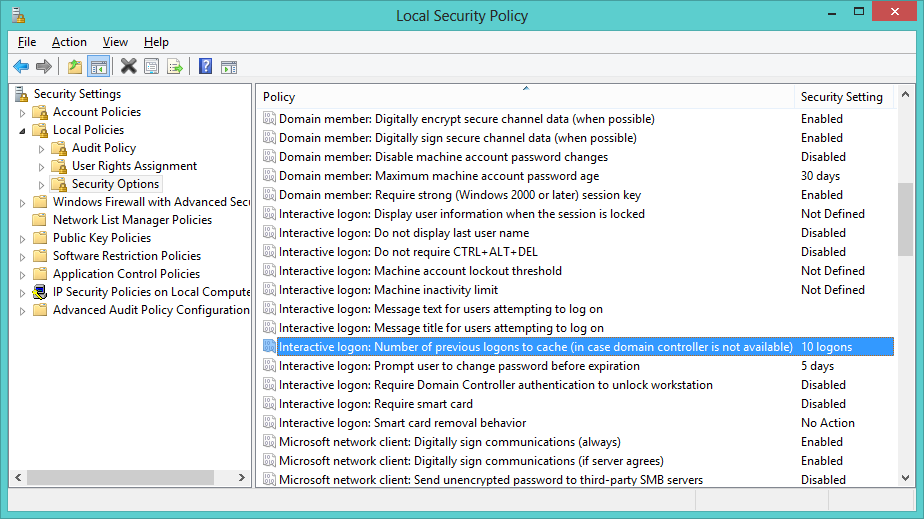 Local Security Policy
File Action View Help
Security Settings
Account Policies
Local Policies
Audit Policy
User Rights Assignment
Security Options
Windows Firewall with Advanced Secu
Network List Manager Policies
Public Key Policies
Software Restriction Policies
Application Control Policies
IP Security Policies on Local Compute
Advanced Audit Policy Configuration
Policy Security Setting
Domain member: Digitally encrypt secure channel data (when possible) Enabled
Domain member: Digitally sign secure channel data (when possible) Enabled
Domain member: Disable machine account password changes Disabled
Domain member: Maximum machine account password age 30 days
Domain member: Require strong (Windows 2000 or later) session key Enabled
Interactive logon: Display user information when the session is locked Not Defined
Interactive logon: Do not display last user name Disabled
Interactive logon: Do not require CTRL+ALT+DEL Disabled
Interactive logon: Machine account lockout threshold Not Defined
Interactive logon: Machine inactivity limit Not Defined
Interactive logon: Message text for users attempting to log on
Interactive logon: Message title for users attempting to log on
Interactive logon: Number of previous logons to cache (in case domain controller is not available) 10 logons
Interactive logon: Prompt user to change password before expiration 5 days
Interactive logon: Require Domain Controller authentication to unlock workstation Disabled
Interactive logon: Require smart card Disabled
Interactive logon: Smart card removal behavior No Action
Microsoft network client: Digitally sign communications (always) Enabled
Microsoft network client: Digitally sign communications (if server agrees) Enabled
Microsoft network client: Send unencrypted password to third-party SMB servers Disabled